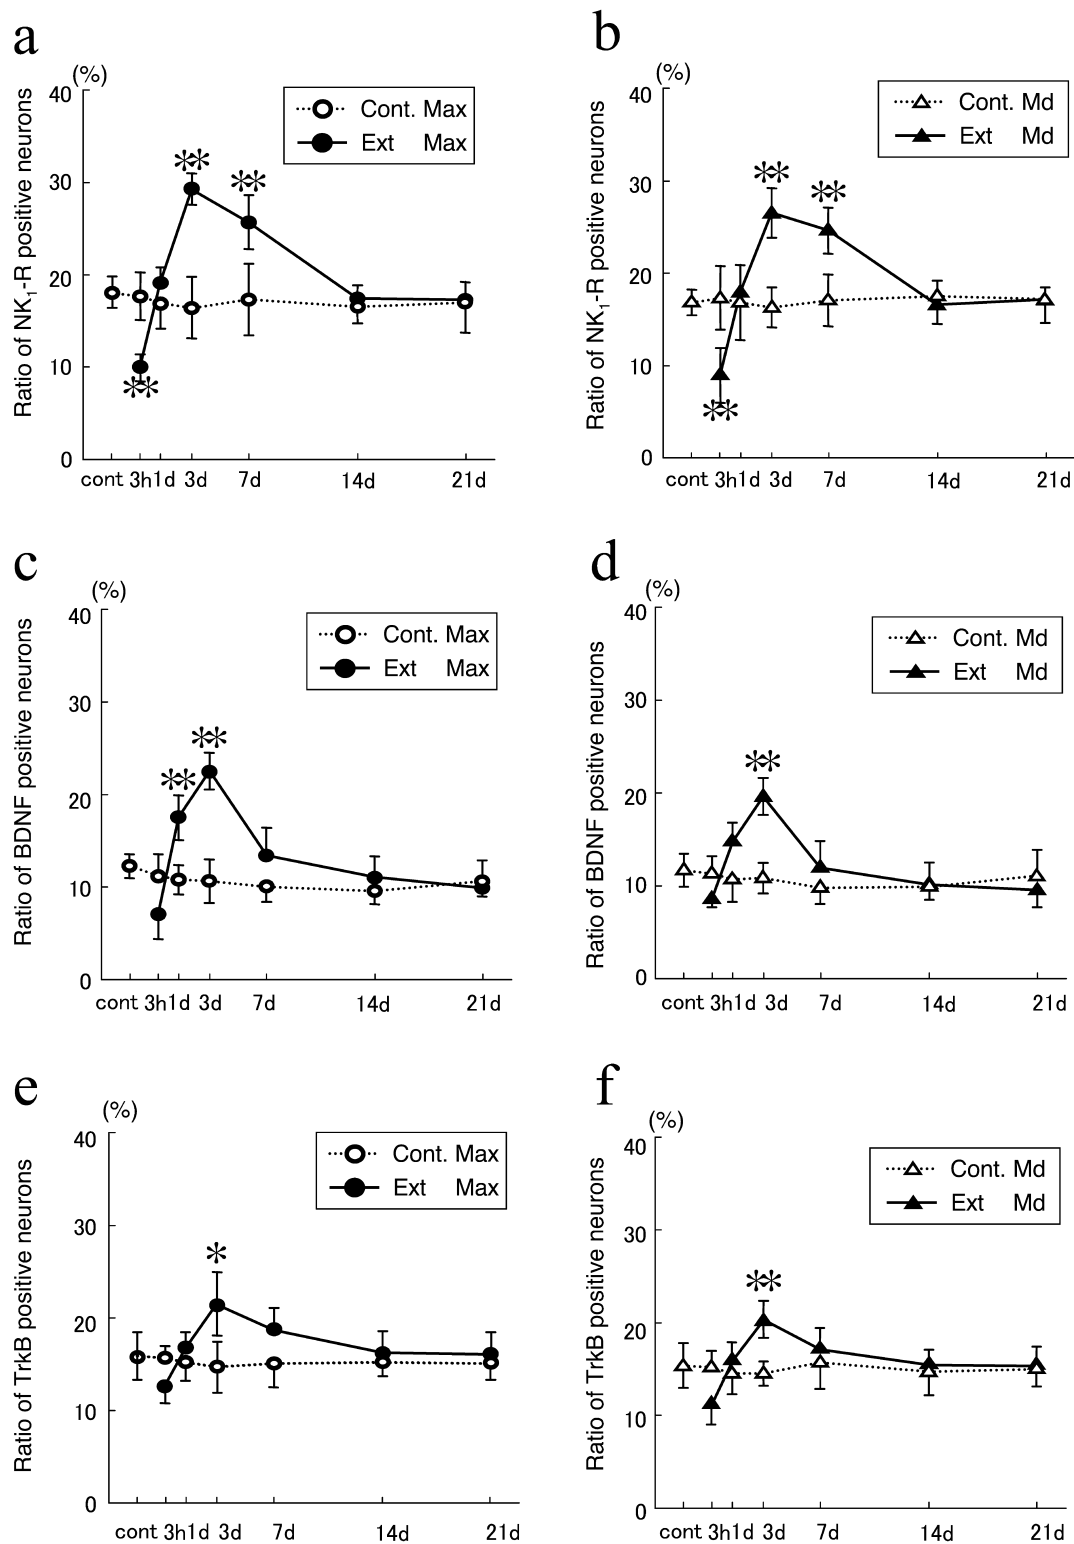 a
(%)
40
30
20
10
0
Ratio of NK1-R positive neurons
Cont. Max
Ext Max
**
**
**
cont 3h1d 3d 7d 14d 21d
b
(%)
40
30
20
10
0
Ratio of NK1-R positive neurons
Cont. Md
Ext Md
**
**
**
cont 3h1d 3d 7d 14d 21d
c
(%)
40
30
20
10
0
Ratio of BDNF positive neurons
Cont. Max
Ext Max
**
**
cont 3h1d 3d 7d 14d 21d
d
(%)
40
30
20
10
0
Ratio of BDNF positive neurons
Cont. Md
Ext Md
**
cont 3h1d 3d 7d 14d 21d
e
(%)
40
30
20
10
0
Ratio of TrkB positive neurons
Cont. Max
Ext Max
*
cont 3h1d 3d 7d 14d 21d
f
(%)
40
30
20
10
0
Ratio of TrkB positive neurons
Cont. Md
Ext Md
**
cont 3h1d 3d 7d 14d 21d